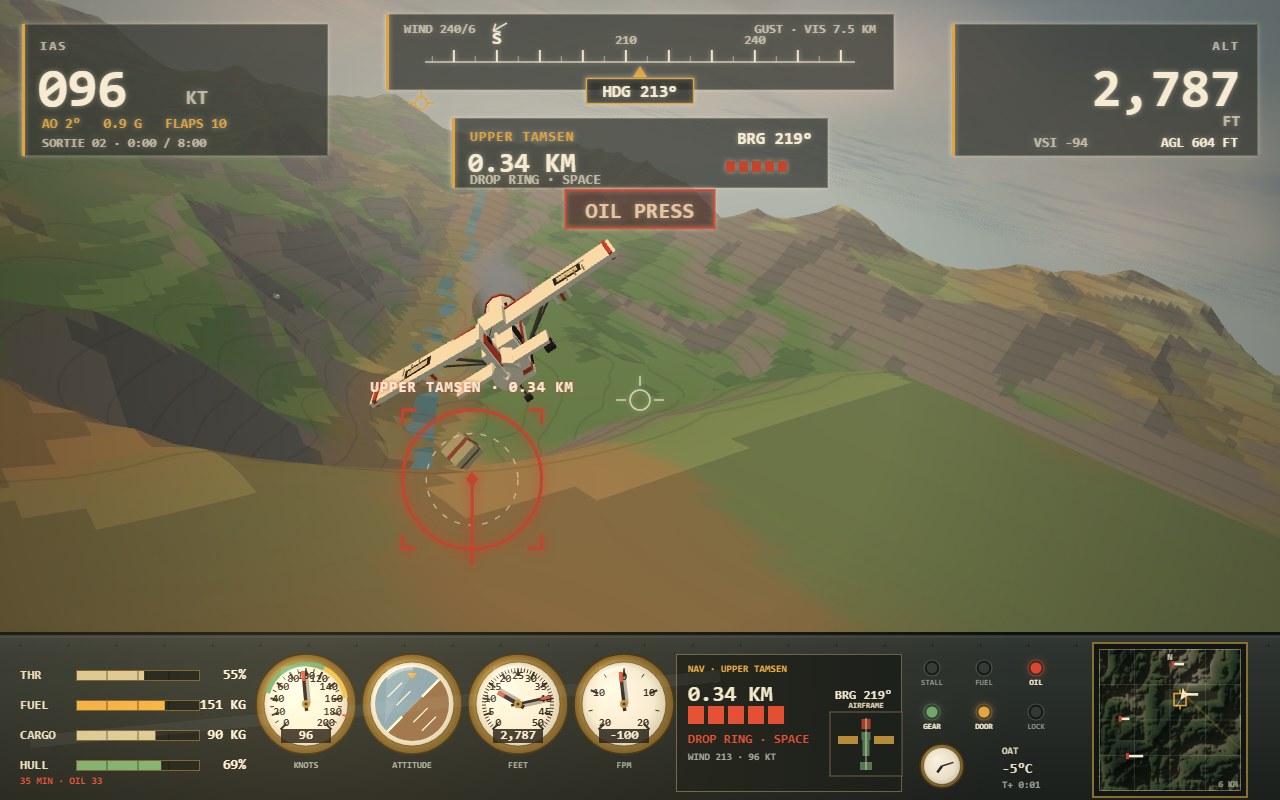 IAS
096 KT
AO 2° 0.9 G FLAPS 10
SORTIE 02 · 0:00 / 8:00
WIND 240/6
GUST · VIS 7.5 KM
S 210 240
HDG 213°
ALT
2,787
FT
VSI -94 AGL 604 FT
UPPER TAMSEN
BRG 219°
0.34 KM
DROP RING · SPACE
OIL PRESS
UPPER TAMSEN · 0.34 KM
THR 55%
FUEL 151 KG
CARGO 90 KG
HULL 69%
35 MIN · OIL 33
96
KNOTS
ATTITUDE
2,787
FEET
-100
FPM
NAV · UPPER TAMSEN
0.34 KM
BRG 219°
AIRFRAME
DROP RING · SPACE
WIND 213 · 96 KT
STALL FUEL OIL
GEAR DOOR LOCK
OAT
-5°C
T+ 0:01
N
6 KM